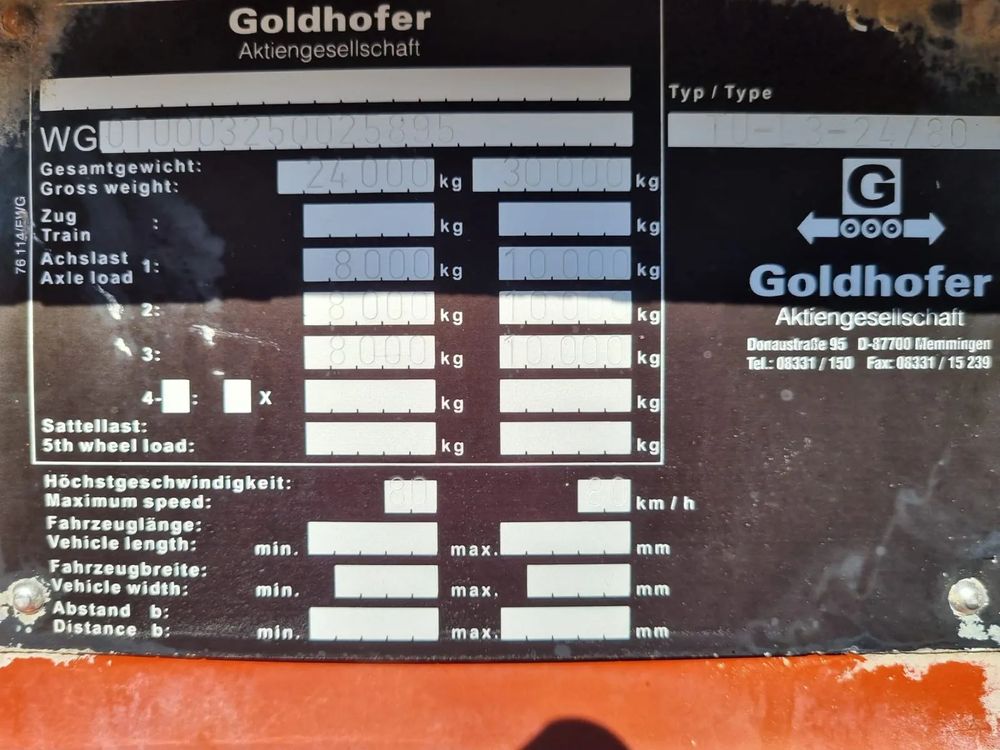 Goldhofer
Aktiengesellschaft
Typ / Type
WG0TU003250025895
TU-L3-24/80
Gesamtgewicht:
Gross weight: 24 000 kg 30 000 kg
Zug
Train : kg kg
Achslast
Axle load 1: 8 000 kg 10 000 kg
2: 8 000 kg 10 000 kg
3: 8 000 kg 10 000 kg
4- : X kg kg
Sattellast:
5th wheel load: kg kg
Höchstgeschwindigkeit:
Maximum speed: 80 80 km / h
Fahrzeuglänge:
Vehicle length: min. max. mm
Fahrzeugbreite:
Vehicle width: min. max. mm
Abstand b:
Distance b: min. max. mm
76 114/EWG
G
Goldhofer
Aktiengesellschaft
Donaustraße 95 D-87700 Memmingen
Tel.: 08331 / 150 Fax: 08331 / 15 239